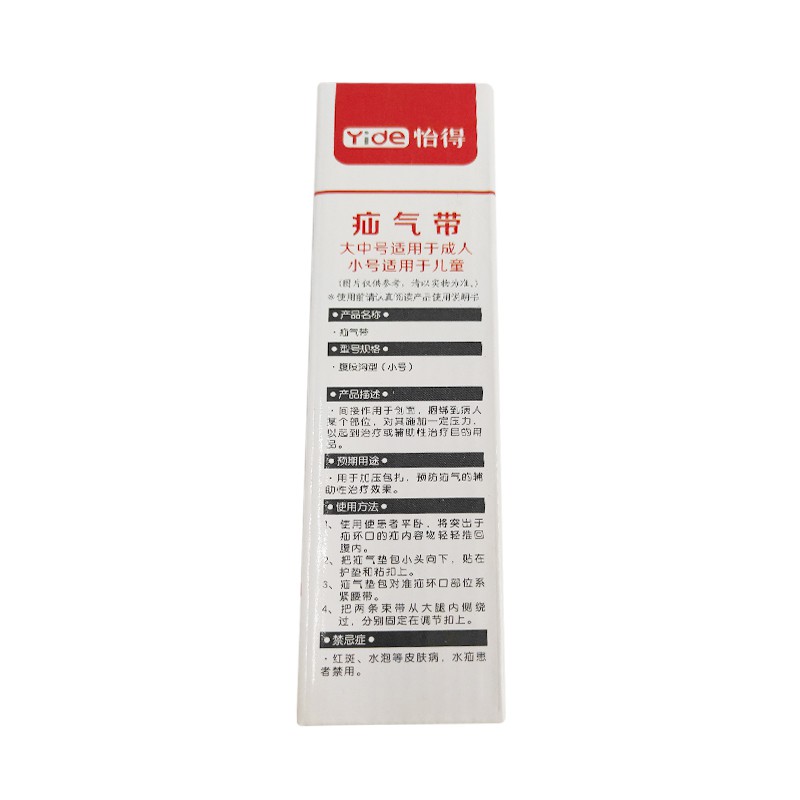 Yide 怡得
疝气带
大中号适用于成人
小号适用于儿童
(图片仅供参考，请以实物为准。)
※使用前请认真阅读产品使用说明书
●产品名称●
·疝气带
●型号规格●
·腹股沟型（小号）
●产品描述●
·间接作用于创面，捆绑到病人
某个部位，对其施加一定压力，
以起到治疗或辅助性治疗目的用
品。
●预期用途●
·用于加压包扎，预防疝气的辅
助性治疗效果。
●使用方法●
1、使用使患者平卧，将突出于
疝环口的疝内容物轻轻推回
腹内。
2、把疝气垫包小头向下，贴在
护垫和粘扣上。
3、疝气垫包对准疝环口部位系
紧腰带。
4、把两条束带从大腿内侧绕
过，分别固定在调节扣上。
●禁忌症●
·红斑、水泡等皮肤病，水疝患
者禁用。